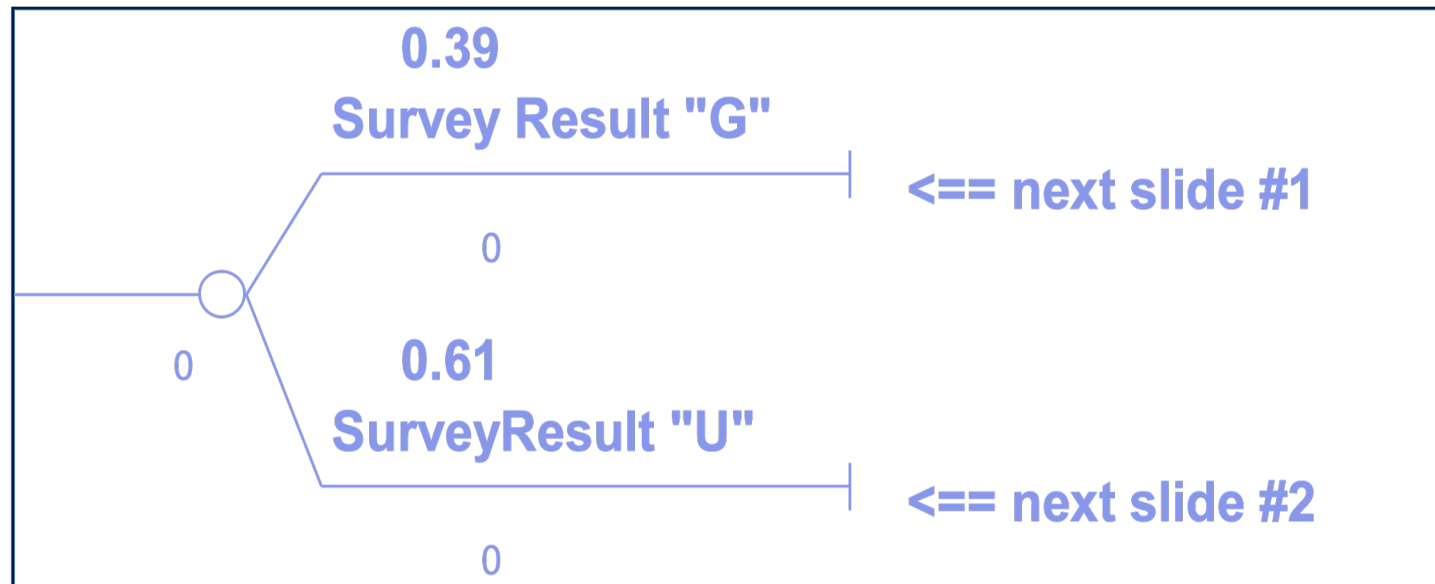 0.39
Survey Result "G"
<== next slide #1
0
0
0.61
SurveyResult "U"
<== next slide #2
0